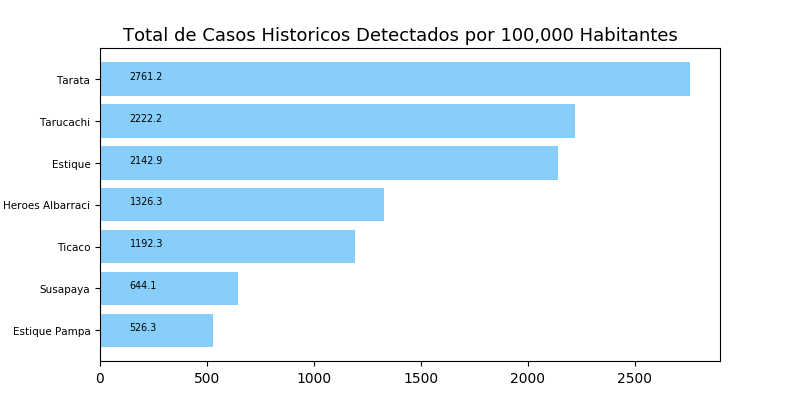 Total de Casos Historicos Detectados por 100,000 Habitantes
Tarata 2761.2
Tarucachi 2222.2
Estique 2142.9
Heroes Albarraci 1326.3
Ticaco 1192.3
Susapaya 644.1
Estique Pampa 526.3
0 500 1000 1500 2000 2500